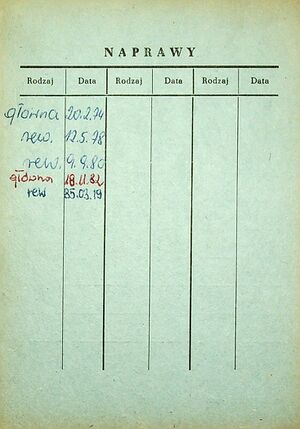 NAPRAWY
Rodzaj Data Rodzaj Data Rodzaj Data
główna 20.2.74
rew. 12.5.78
rew. 9.9.80
główna 18.11.82
rew 85.03.19